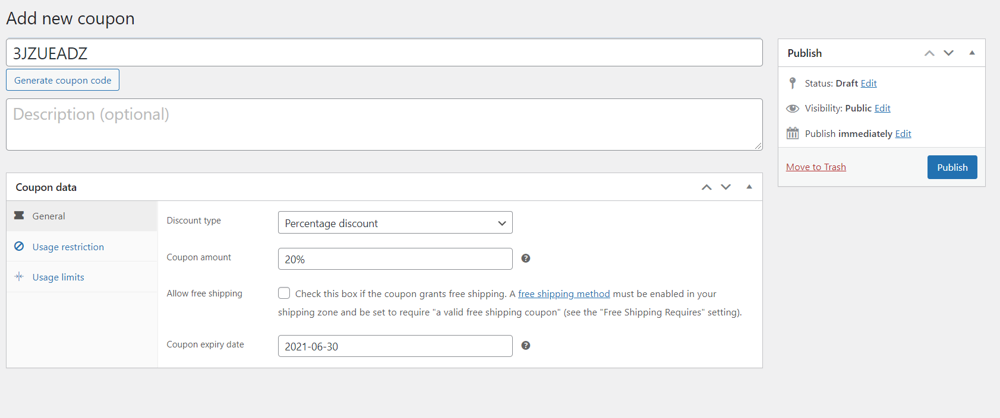 Add new coupon
3JZUEADZ
Generate coupon code
Description (optional)
Coupon data
General
Usage restriction
Usage limits
Discount type
Percentage discount
Coupon amount
20%
Allow free shipping
Check this box if the coupon grants free shipping. A free shipping method must be enabled in your
shipping zone and be set to require "a valid free shipping coupon" (see the "Free Shipping Requires" setting).
Coupon expiry date
2021-06-30
Publish
Status: Draft Edit
Visibility: Public Edit
Publish immediately Edit
Move to Trash
Publish